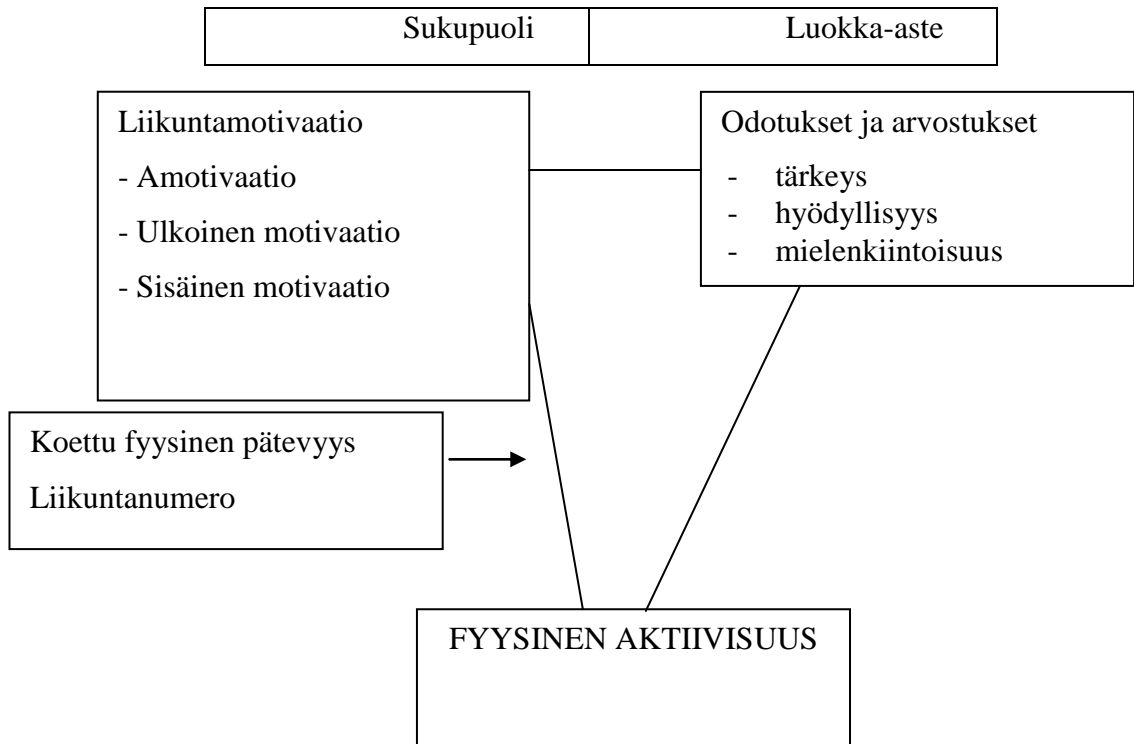 Sukupuoli Luokka-aste
Liikuntamotivaatio
- Amotivaatio
- Ulkoinen motivaatio
- Sisäinen motivaatio
Odotukset ja arvostukset
- tärkeys
- hyödyllisyys
- mielenkiintoisuus
Koettu fyysinen pätevyys
Liikuntanumero
FYYSINEN AKTIIVISUUS